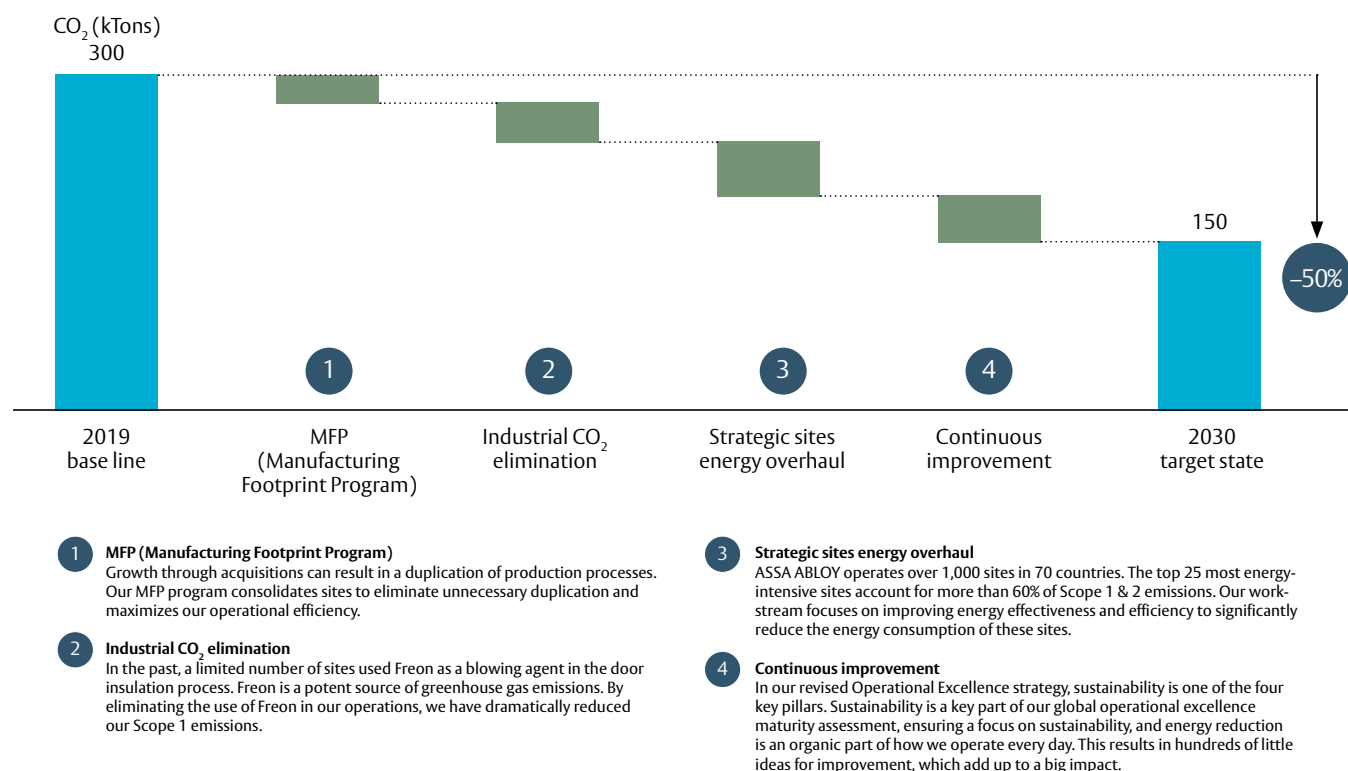 CO₂ (kTons)
300
150
–50%
1
2
3
4
2019
base line
MFP
(Manufacturing
Footprint Program)
Industrial CO₂
elimination
Strategic sites
energy overhaul
Continuous
improvement
2030
target state
1
MFP (Manufacturing Footprint Program)
Growth through acquisitions can result in a duplication of production processes.
Our MFP program consolidates sites to eliminate unnecessary duplication and
maximizes our operational efficiency.
2
Industrial CO₂ elimination
In the past, a limited number of sites used Freon as a blowing agent in the door
insulation process. Freon is a potent source of greenhouse gas emissions. By
eliminating the use of Freon in our operations, we have dramatically reduced
our Scope 1 emissions.
3
Strategic sites energy overhaul
ASSA ABLOY operates over 1,000 sites in 70 countries. The top 25 most energy-
intensive sites account for more than 60% of Scope 1 & 2 emissions. Our work-
stream focuses on improving energy effectiveness and efficiency to significantly
reduce the energy consumption of these sites.
4
Continuous improvement
In our revised Operational Excellence strategy, sustainability is one of the four
key pillars. Sustainability is a key part of our global operational excellence
maturity assessment, ensuring a focus on sustainability, and energy reduction
is an organic part of how we operate every day. This results in hundreds of little
ideas for improvement, which add up to a big impact.